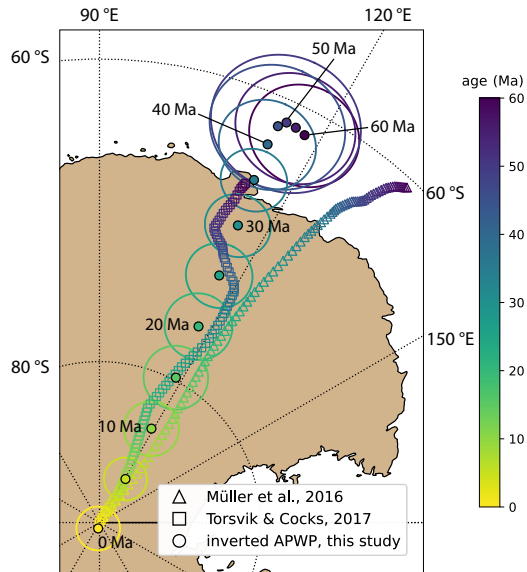 90 °E
120 °E
60 °S
50 Ma
age (Ma)
60
40 Ma
60 Ma
50
60 °S
40
30 Ma
30
20 Ma
150 °E
20
80 °S
10 Ma
10
Müller et al., 2016
Torsvik & Cocks, 2017
inverted APWP, this study
0
0 Ma